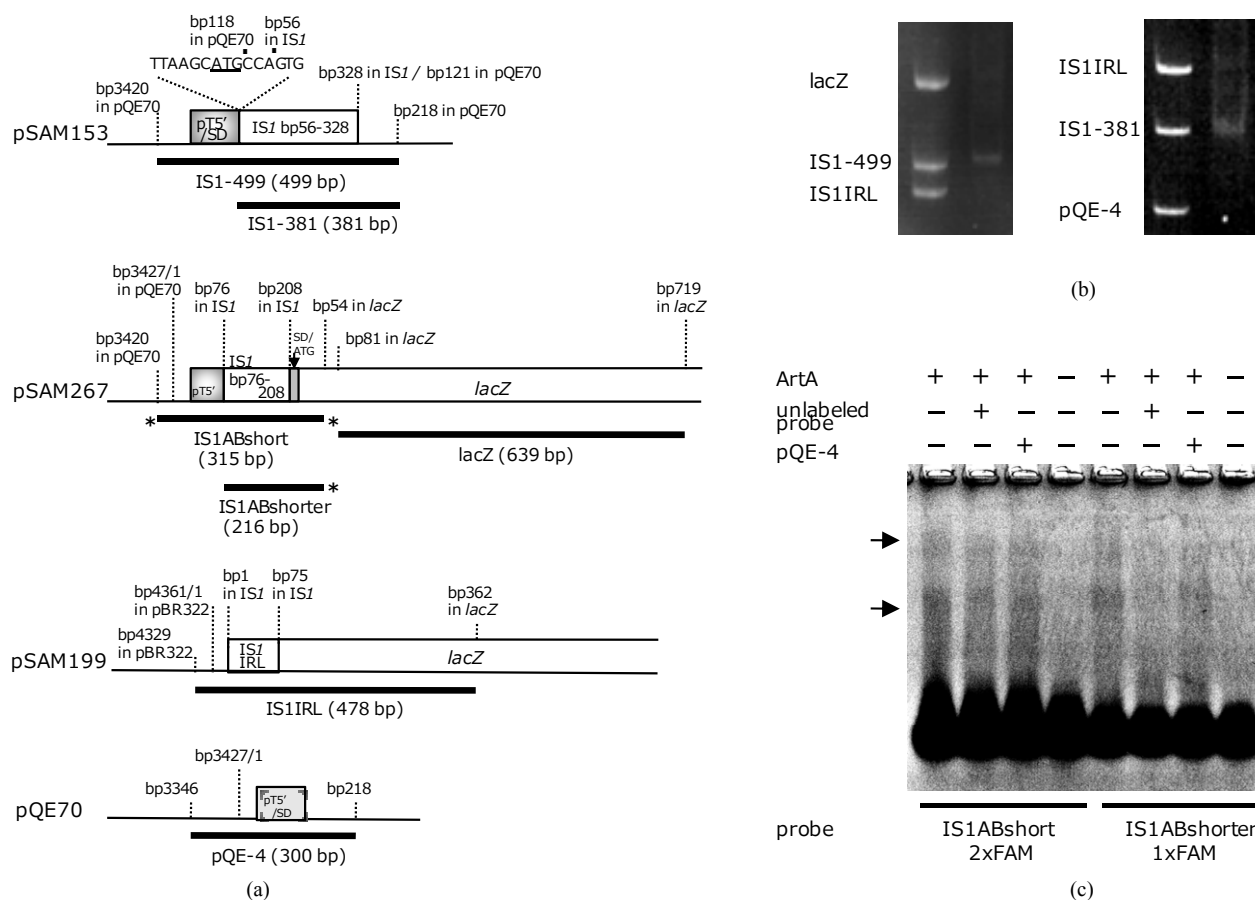 bp118
in pQE70
bp56
in IS1
TTAAGCATGCCAGTG
bp328 in IS1 / bp121 in pQE70
bp3420
in pQE70
bp218 in pQE70
pT5'
/SD
IS1 bp56-328
pSAM153
IS1-499 (499 bp)
IS1-381 (381 bp)
bp3427/1
in pQE70
bp76
in IS1
bp208
in IS1
bp54 in lacZ
bp719
in lacZ
bp3420
in pQE70
SD/
ATG
bp81 in lacZ
IS1
bp76-
208
pT5'
lacZ
pSAM267
*
*
IS1ABshort
(315 bp)
lacZ (639 bp)
*
IS1ABshorter
(216 bp)
bp4361/1
in pBR322
bp1
in IS1
bp75
in IS1
bp362
in lacZ
bp4329
in pBR322
IS1
IRL
lacZ
pSAM199
IS1IRL (478 bp)
bp3427/1
bp3346
bp218
pT5'
/SD
pQE70
pQE-4 (300 bp)
(a)
lacZ
IS1-499
IS1IRL
IS1IRL
IS1-381
pQE-4
(b)
ArtA + + + − + + + −
unlabeled
probe − + − − − + − −
pQE-4 − − + − − − + −
probe
IS1ABshort
2xFAM
IS1ABshorter
1xFAM
(c)